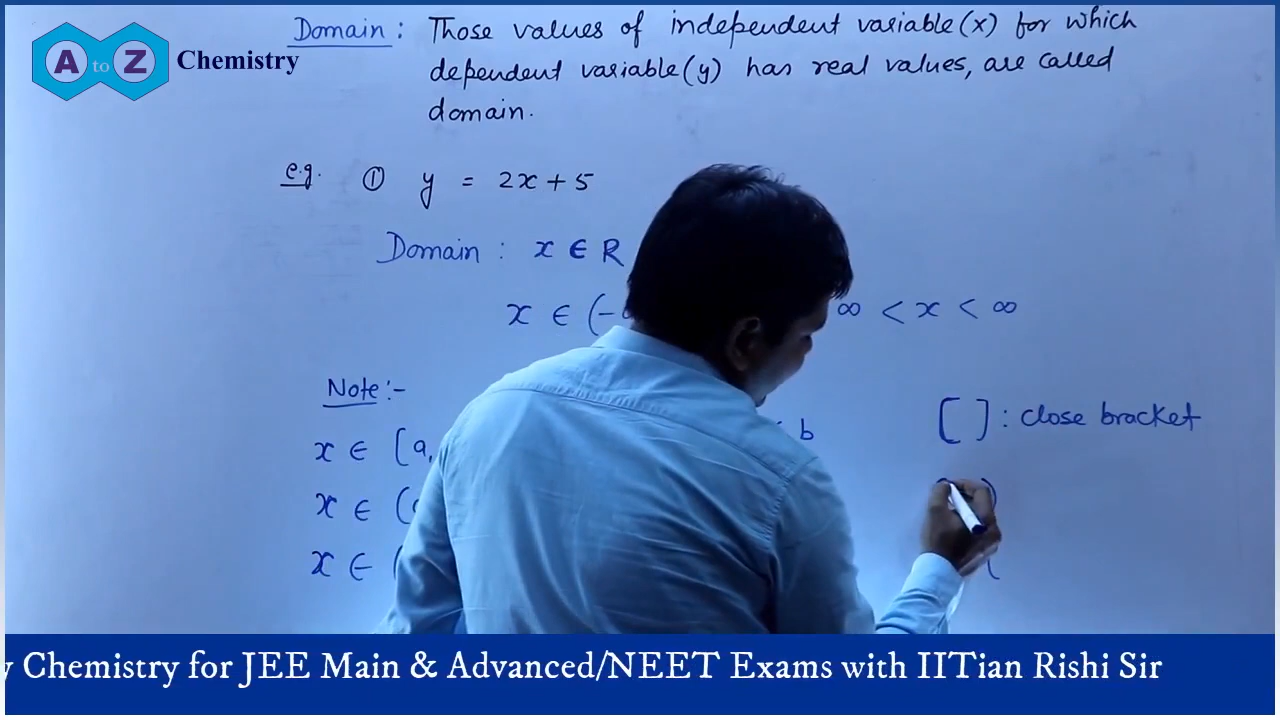 A to Z Chemistry
Domain : Those values of independent variable (x) for which
dependent variable (y) has real values, are called
domain.
e.g. ① y = 2x + 5
Domain : x ∈ R
x ∈ (- ∞ < x < ∞
Note :-
x ∈ [a, b
x ∈ (
x ∈ (
[ ] : close bracket
)
Chemistry for JEE Main & Advanced/NEET Exams with IITian Rishi Sir